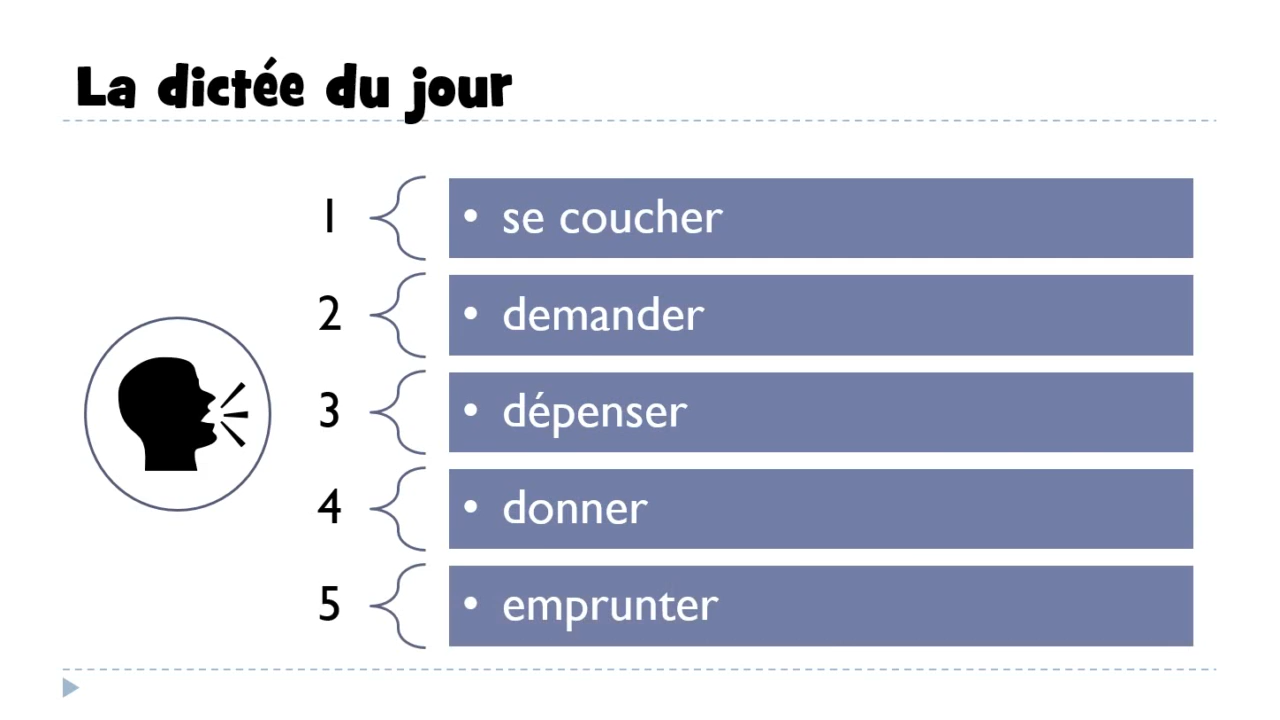 La dictée du jour
1
• se coucher
2
• demander
3
• dépenser
4
• donner
5
• emprunter